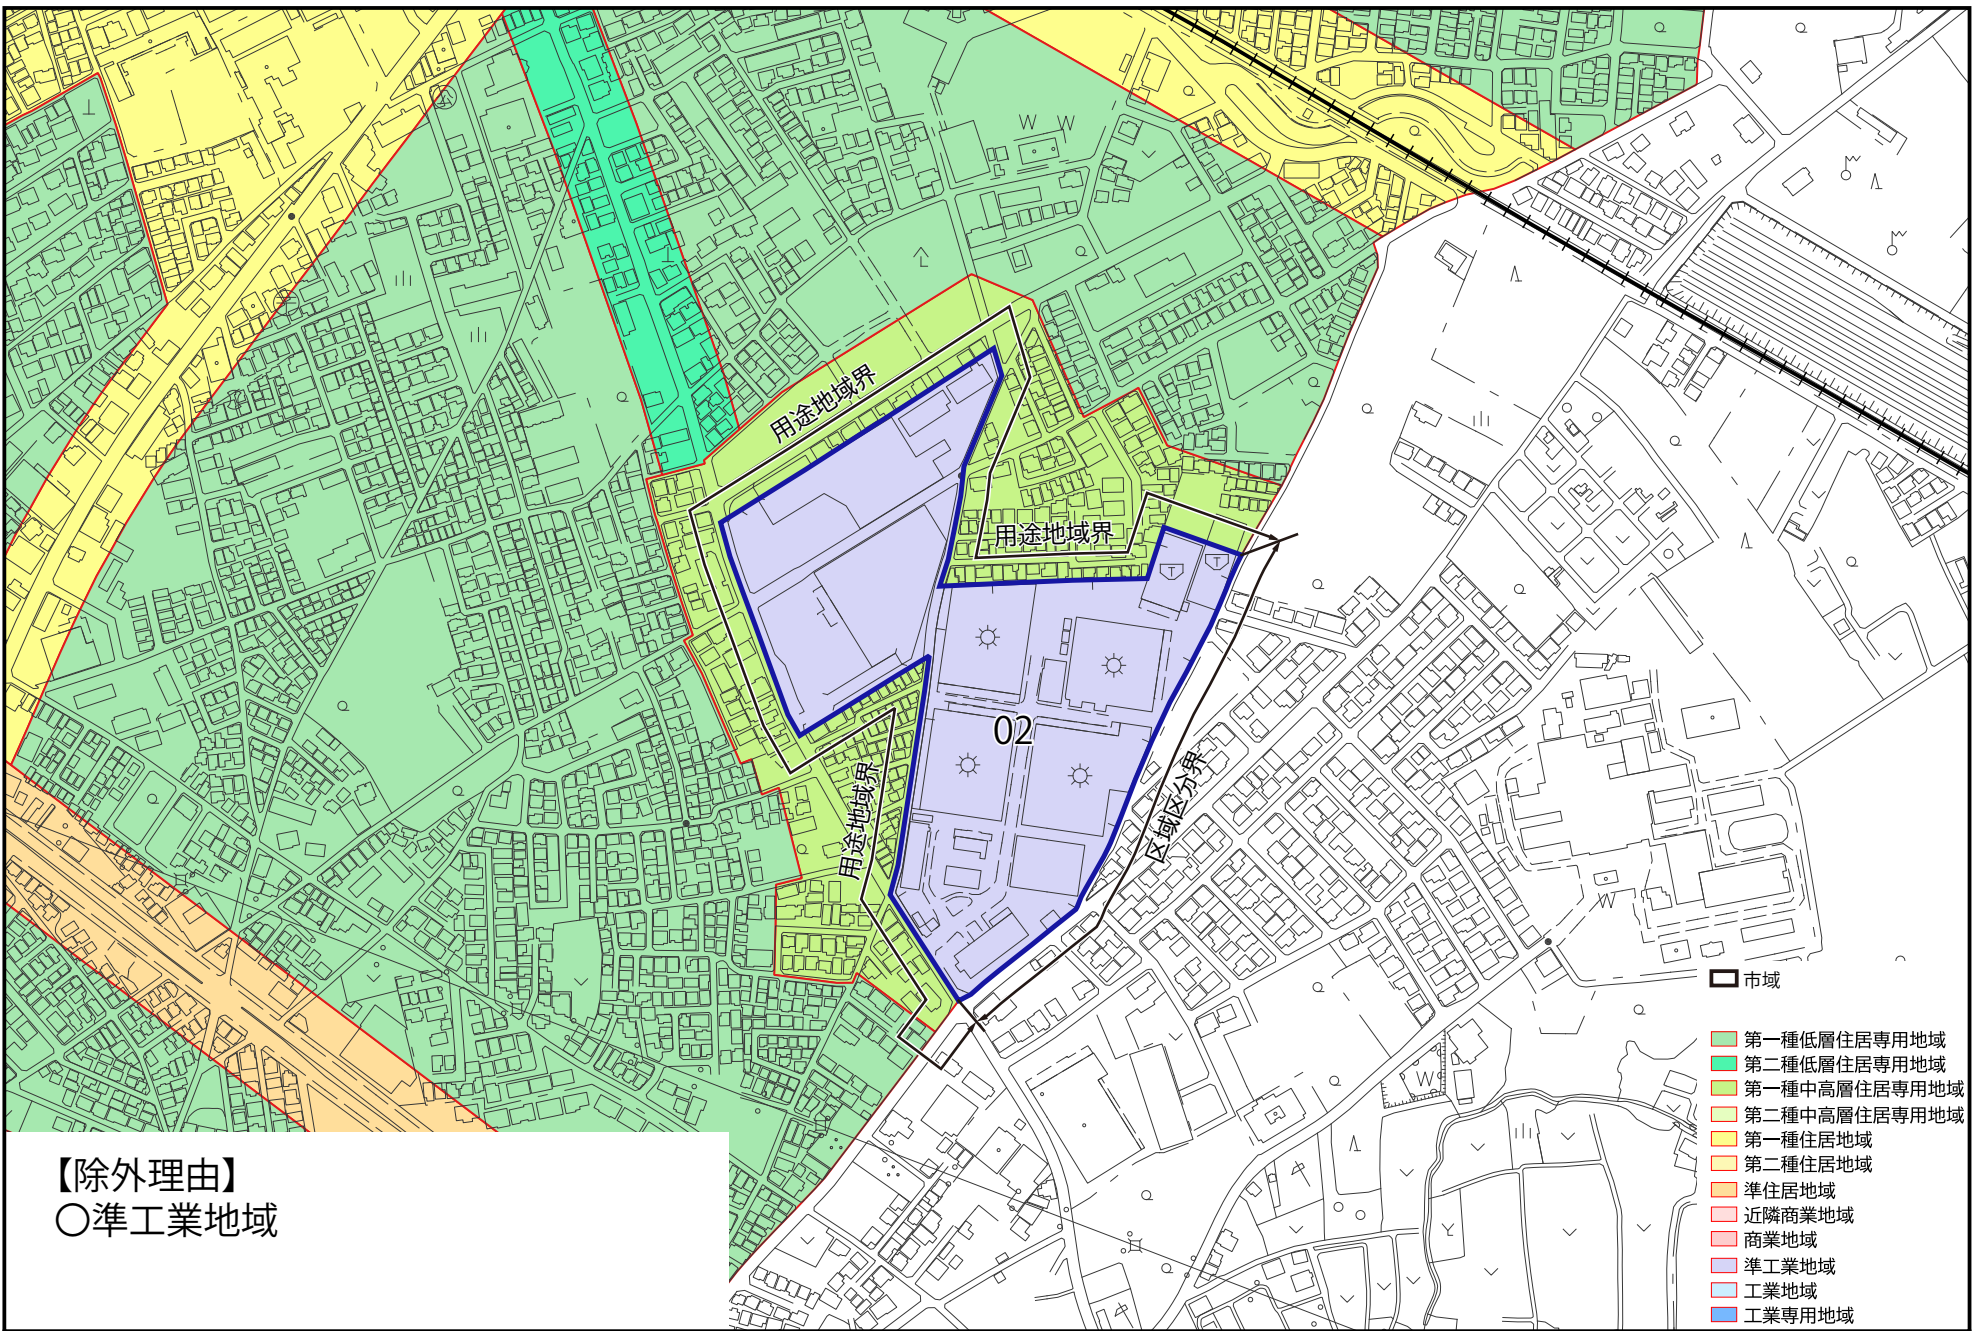 用途地域界
用途地域界
02
用途地域界
区域区分界
市域
第一種低層住居専用地域
第二種低層住居専用地域
第一種中高層住居専用地域
第二種中高層住居専用地域
第一種住居地域
第二種住居地域
準住居地域
近隣商業地域
商業地域
準工業地域
工業地域
工業専用地域
【除外理由】
〇準工業地域